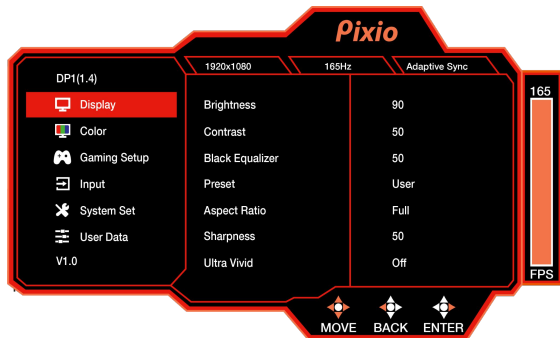 Pixio
DP1(1.4)
1920x1080 165Hz Adaptive Sync
165
Display
Color
Gaming Setup
Input
System Set
User Data
V1.0
Brightness 90
Contrast 50
Black Equalizer 50
Preset User
Aspect Ratio Full
Sharpness 50
Ultra Vivid Off
FPS
MOVE BACK ENTER